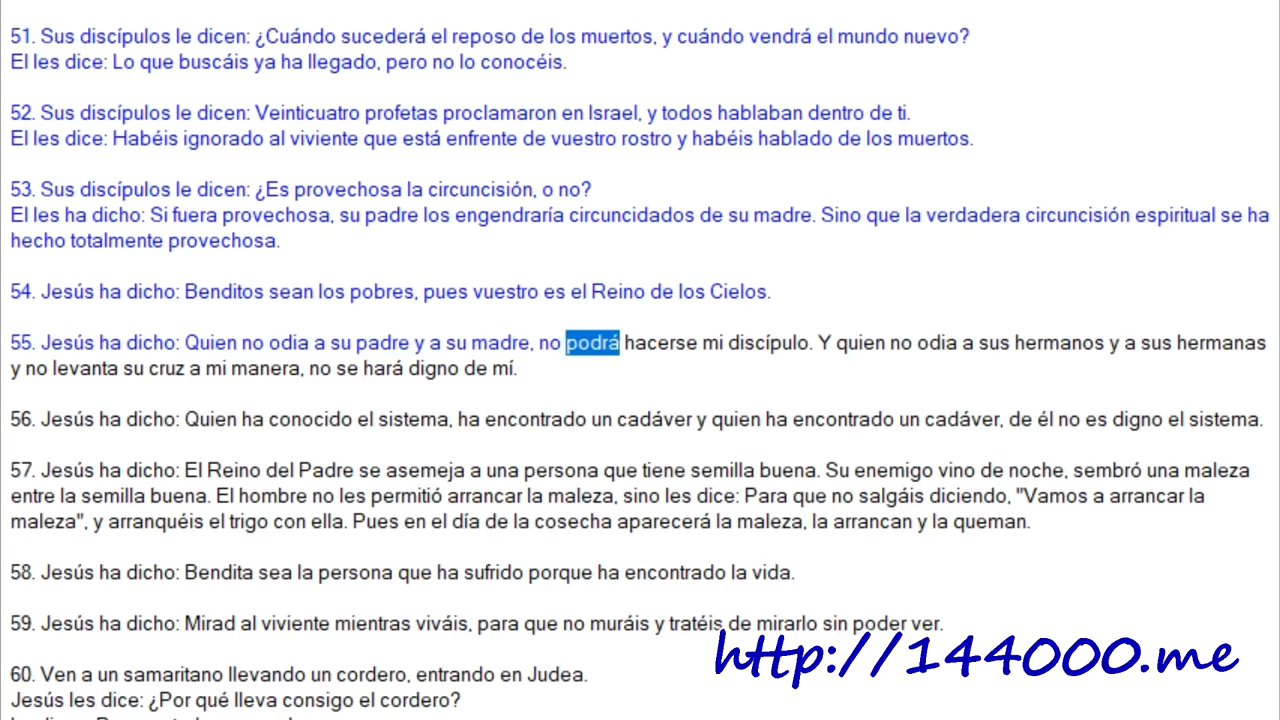 51. Sus discípulos le dicen: ¿Cuándo sucederá el reposo de los muertos, y cuándo vendrá el mundo nuevo?
El les dice: Lo que buscáis ya ha llegado, pero no lo conocéis.
52. Sus discípulos le dicen: Veinticuatro profetas proclamaron en Israel, y todos hablaban dentro de ti.
El les dice: Habéis ignorado al viviente que está enfrente de vuestro rostro y habéis hablado de los muertos.
53. Sus discípulos le dicen: ¿Es provechosa la circuncisión, o no?
El les ha dicho: Si fuera provechosa, su padre los engendraría circuncidados de su madre. Sino que la verdadera circuncisión espiritual se ha
hecho totalmente provechosa.
54. Jesús ha dicho: Benditos sean los pobres, pues vuestro es el Reino de los Cielos.
55. Jesús ha dicho: Quien no odia a su padre y a su madre, no podrá hacerse mi discípulo. Y quien no odia a sus hermanos y a sus hermanas
y no levanta su cruz a mi manera, no se hará digno de mí.
56. Jesús ha dicho: Quien ha conocido el sistema, ha encontrado un cadáver y quien ha encontrado un cadáver, de él no es digno el sistema.
57. Jesús ha dicho: El Reino del Padre se asemeja a una persona que tiene semilla buena. Su enemigo vino de noche, sembró una maleza
entre la semilla buena. El hombre no les permitió arrancar la maleza, sino les dice: Para que no salgáis diciendo, "Vamos a arrancar la
maleza", y arranquéis el trigo con ella. Pues en el día de la cosecha aparecerá la maleza, la arrancan y la queman.
58. Jesús ha dicho: Bendita sea la persona que ha sufrido porque ha encontrado la vida.
59. Jesús ha dicho: Mirad al viviente mientras viváis, para que no muráis y tratéis de mirarlo sin poder ver.
http://144000.me
60. Ven a un samaritano llevando un cordero, entrando en Judea.
Jesús les dice: ¿Por qué lleva consigo el cordero?